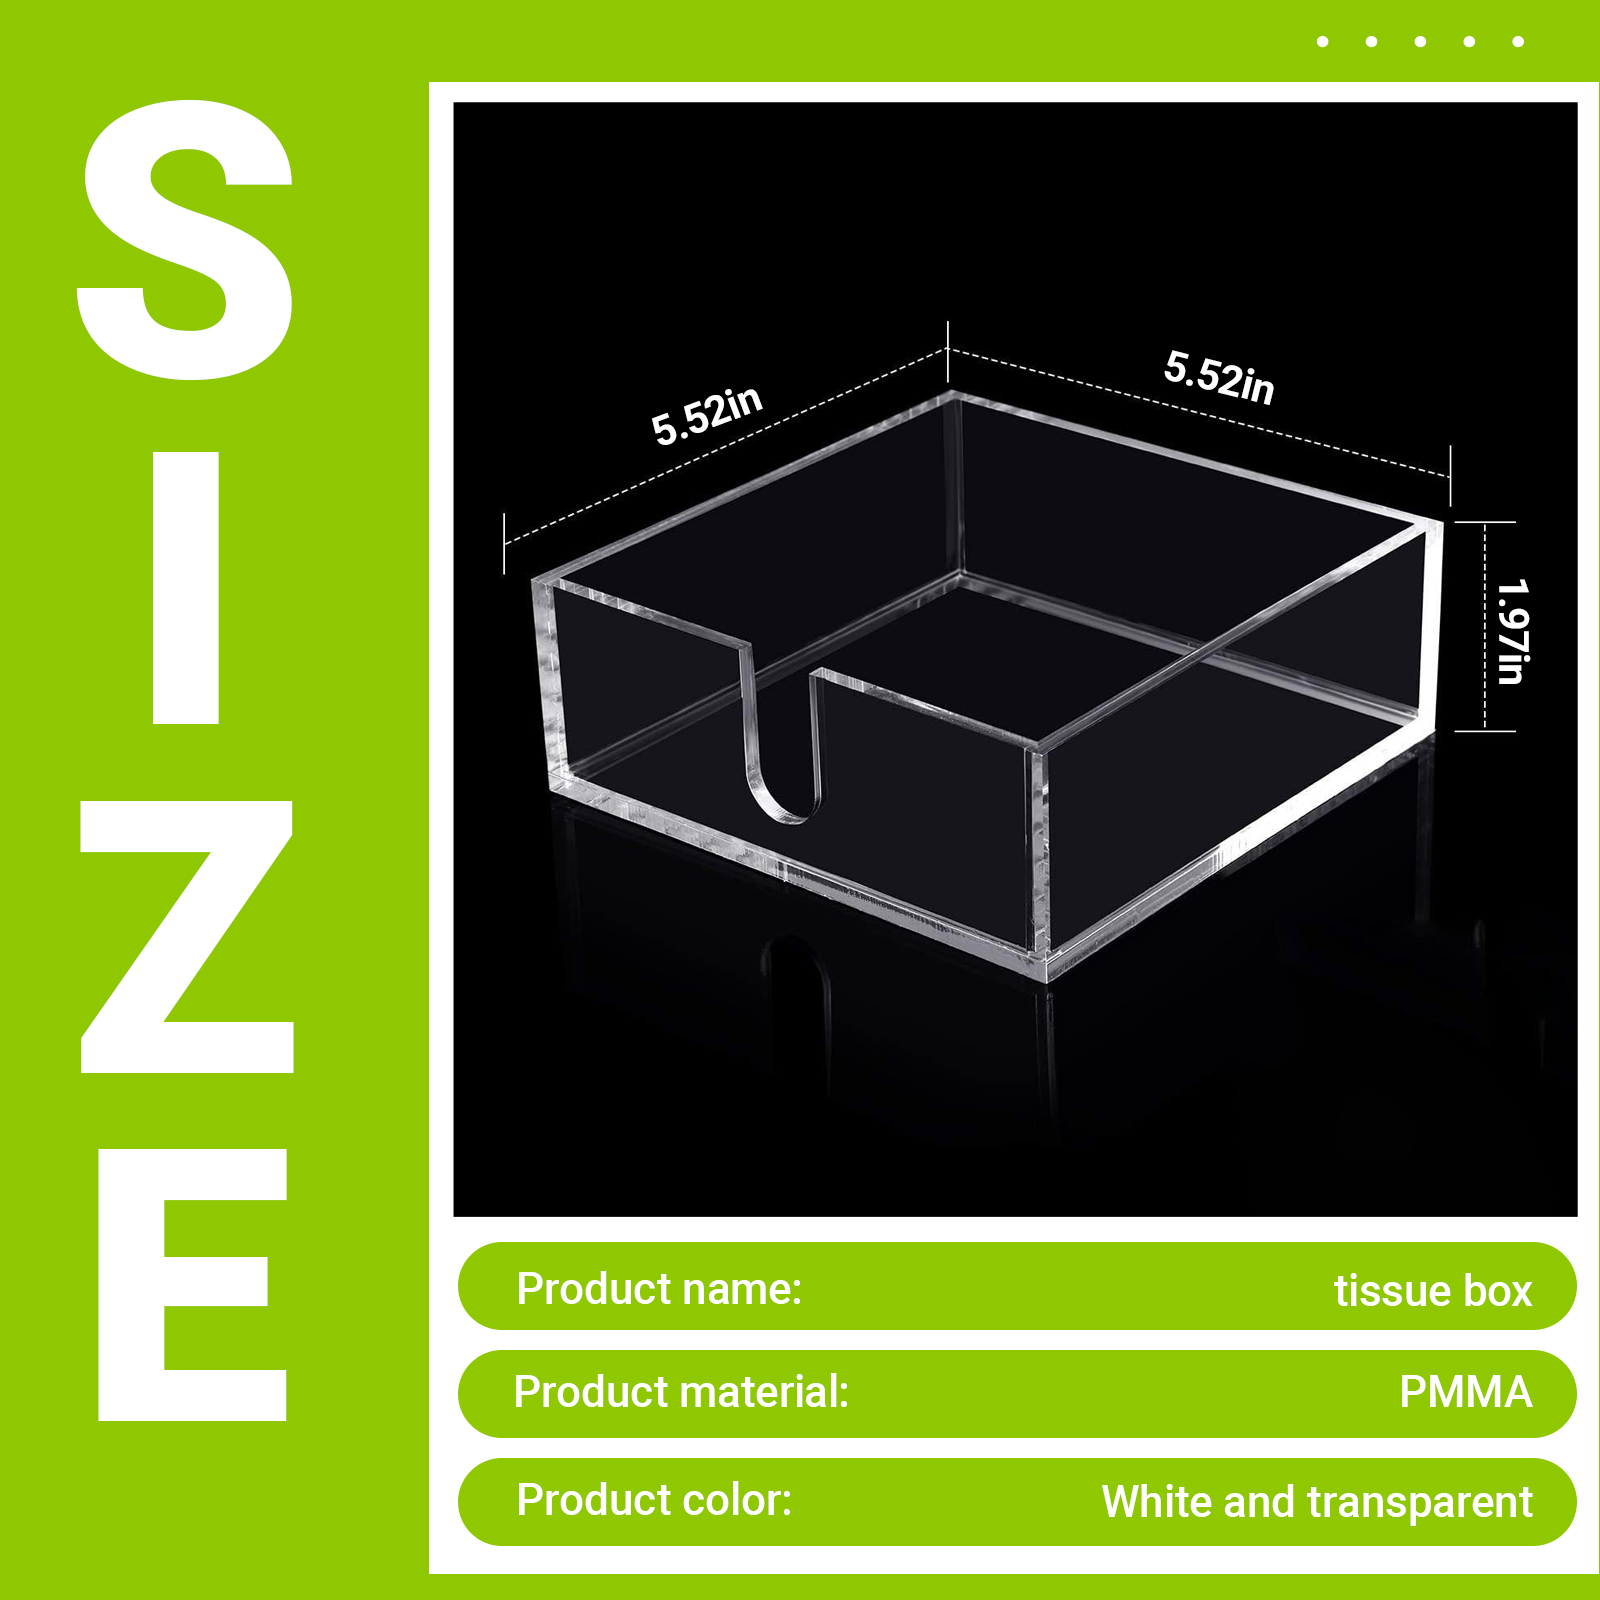 SIZE
5.52in
5.52in
1.97in
Product name: tissue box
Product material: PMMA
Product color: White and transparent